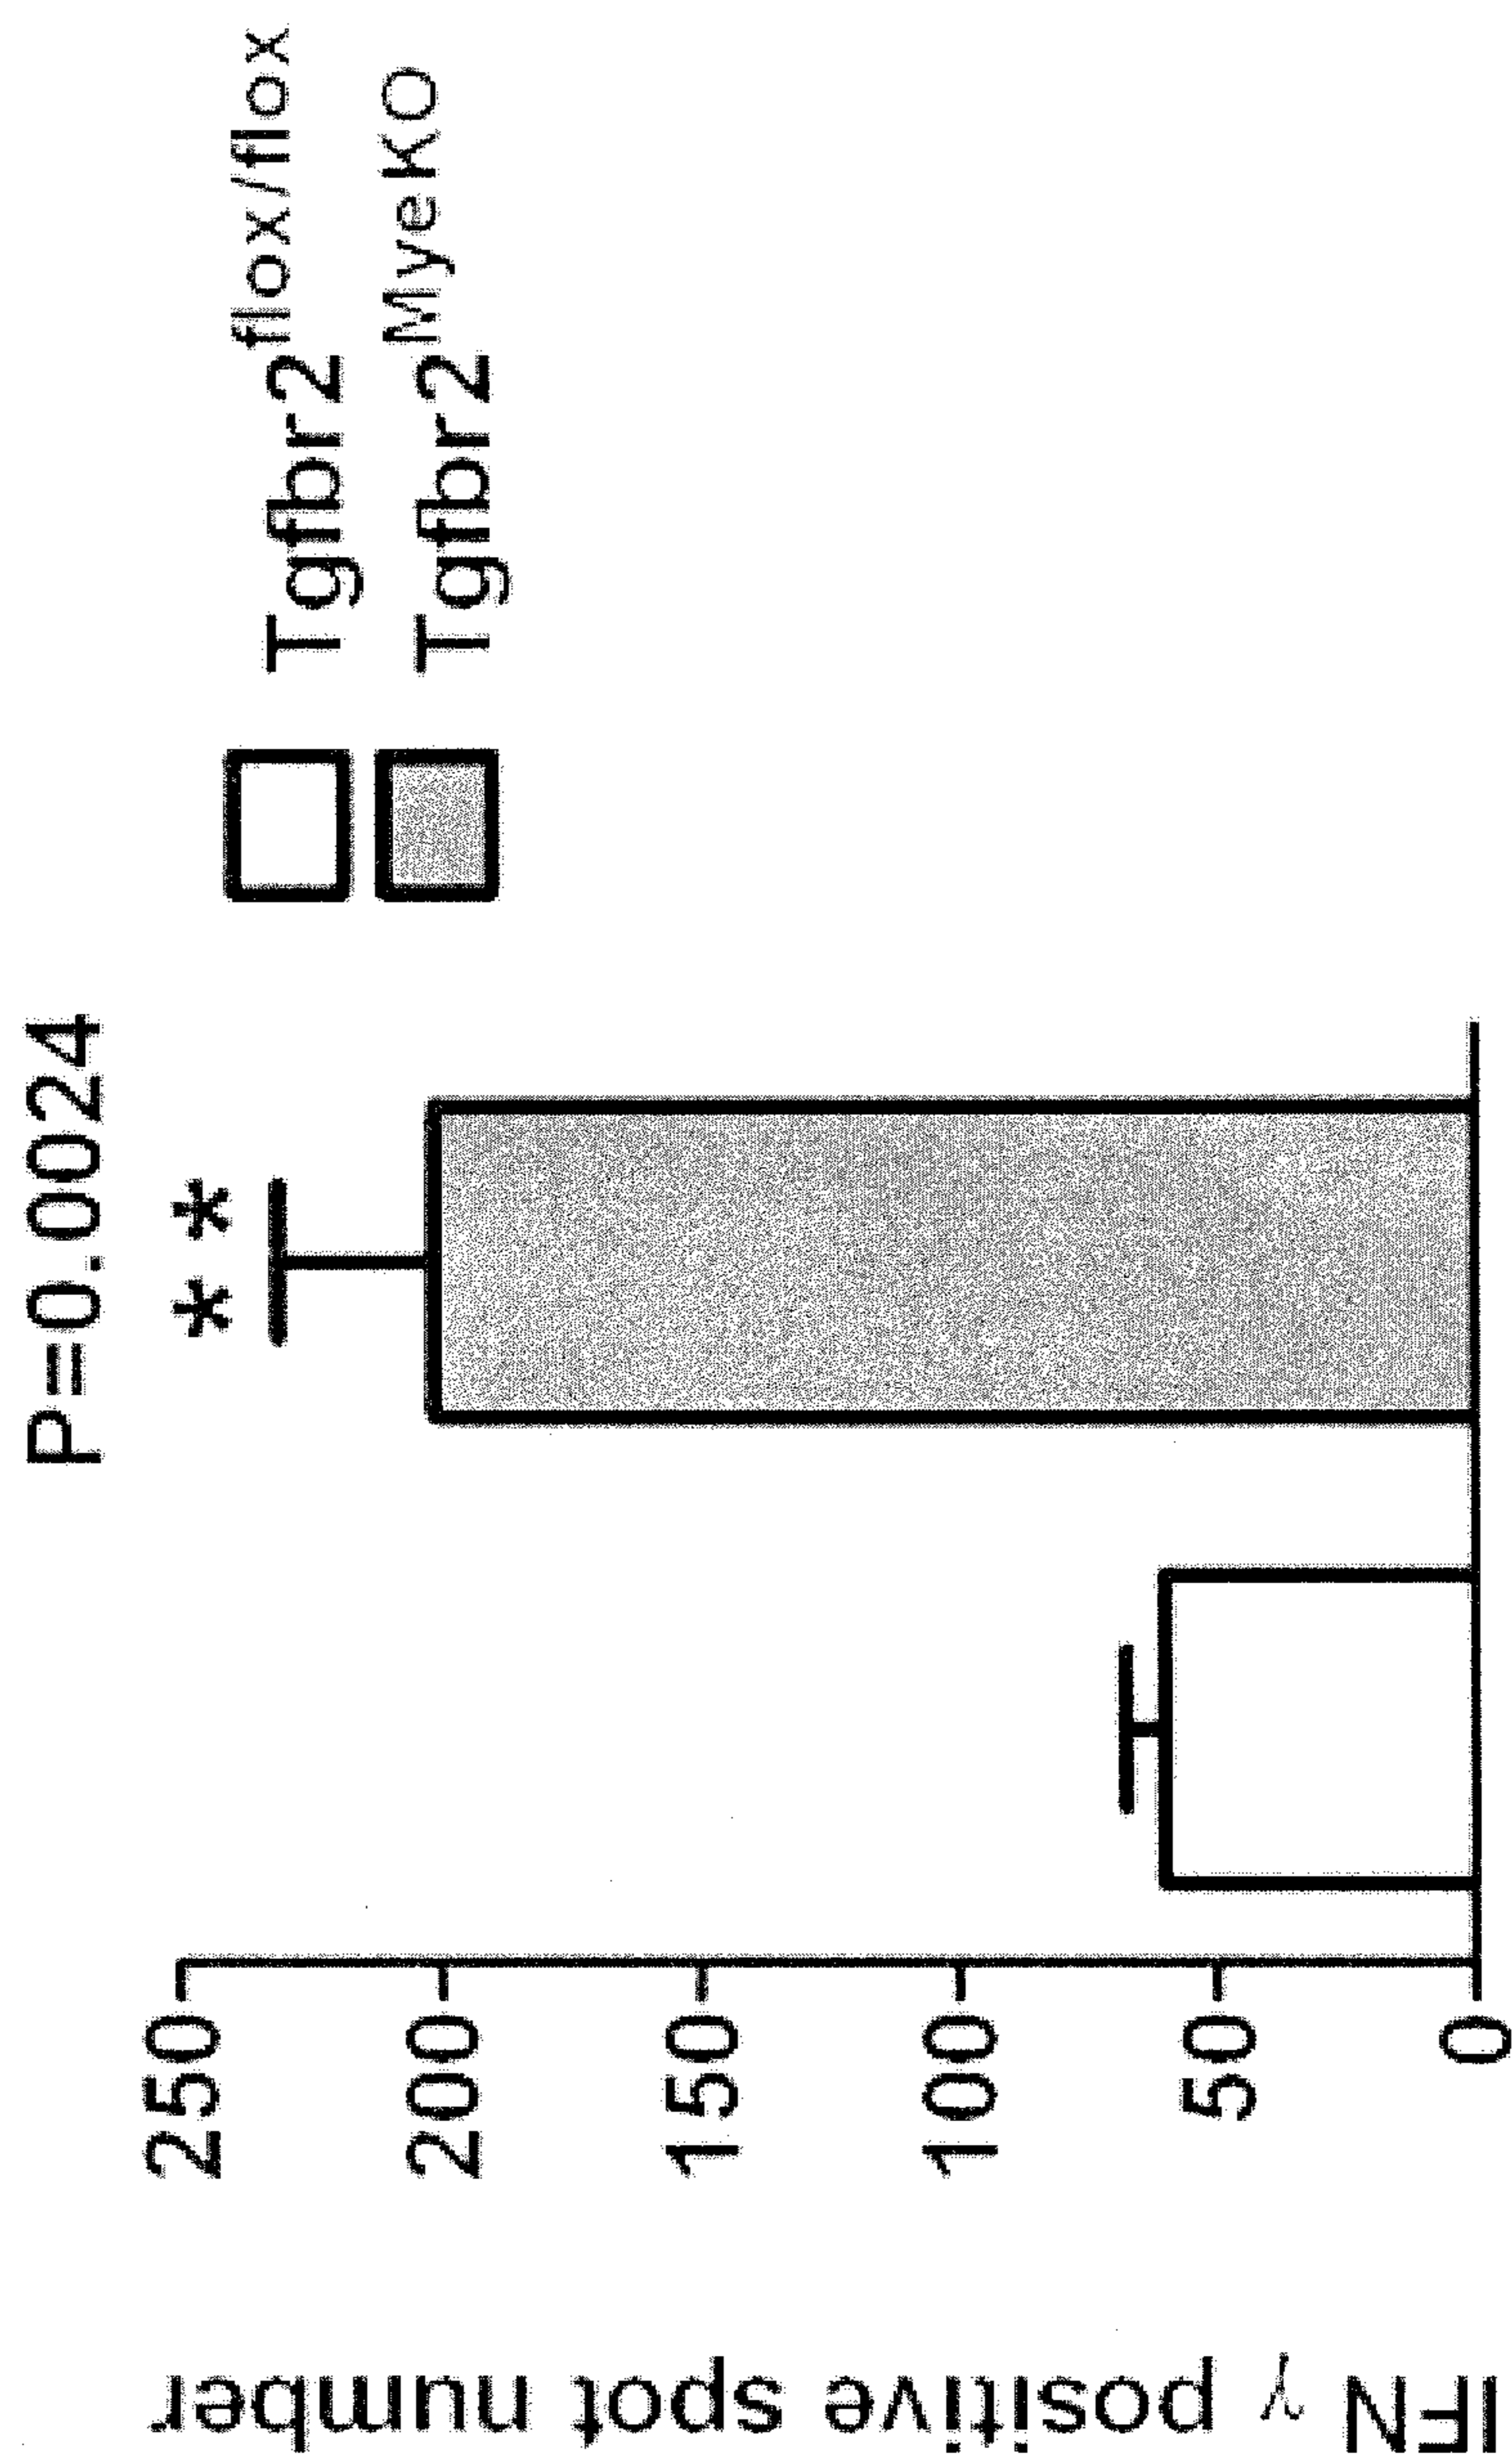 P=0.0024
**
Tgfbr2flox/flox
Tgfbr2MyeKO
250
200
150
100
50
0
IFN γ positive spot number